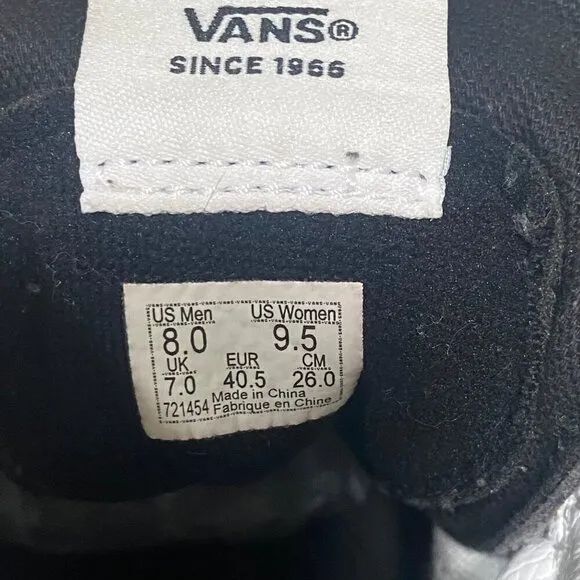 VANS®
SINCE 1966
US Men US Women
8.0 9.5
UK EUR CM
7.0 40.5 26.0
Made in China
721454 Fabrique en Chine